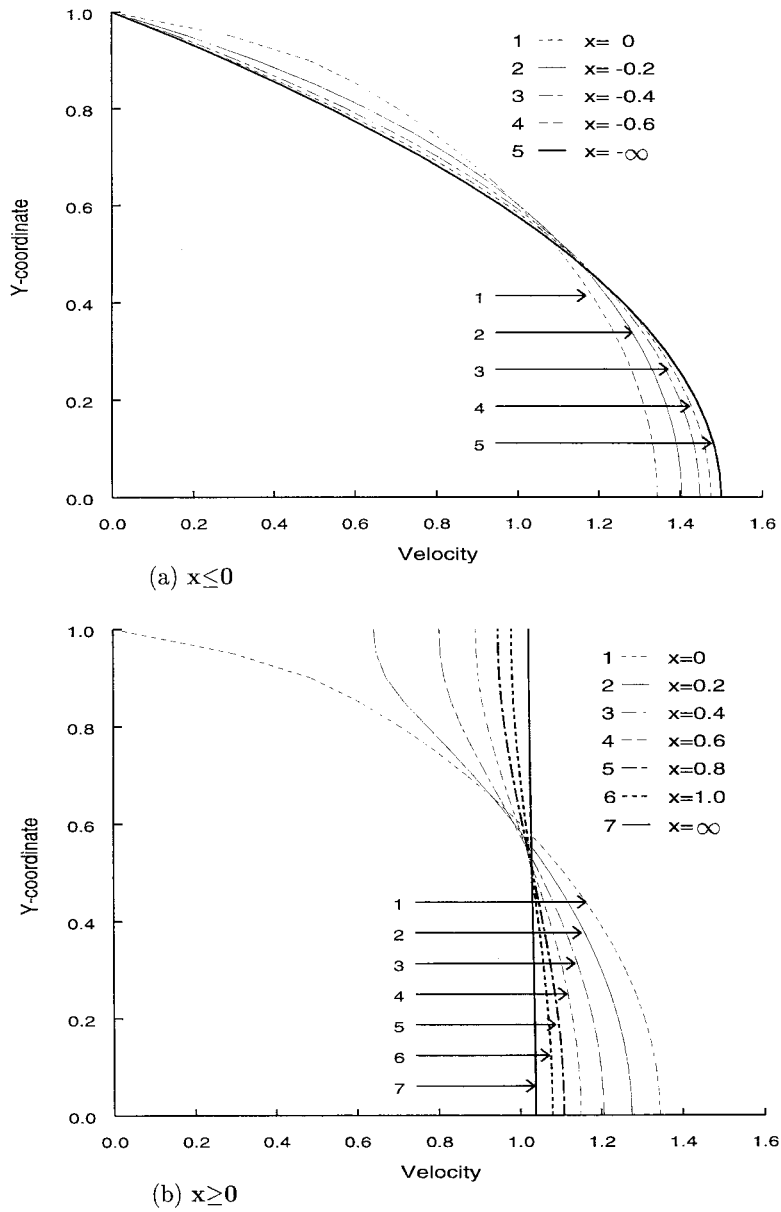 1.0
0.8
0.6
0.4
0.2
0.0
Y-coordinate
1 x= 0
2 x= -0.2
3 x= -0.4
4 x= -0.6
5 x= -∞
1
2
3
4
5
0.0 0.2 0.4 0.6 0.8 1.0 1.2 1.4 1.6
Velocity
(a) x≤0
1.0
0.8
0.6
0.4
0.2
0.0
Y-coordinate
1 x=0
2 x=0.2
3 x=0.4
4 x=0.6
5 x=0.8
6 x=1.0
7 x=∞
1
2
3
4
5
6
7
0.0 0.2 0.4 0.6 0.8 1.0 1.2 1.4 1.6
Velocity
(b) x≥0